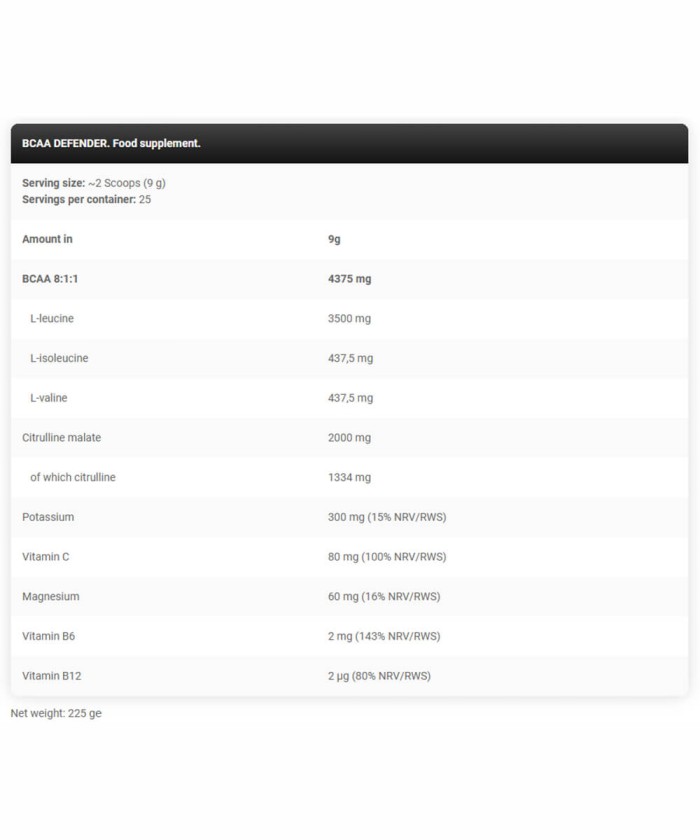 BCAA DEFENDER. Food supplement.
Serving size: ~2 Scoops (9 g)
Servings per container: 25
Amount in 9g
BCAA 8:1:1 4375 mg
L-leucine 3500 mg
L-isoleucine 437,5 mg
L-valine 437,5 mg
Citrulline malate 2000 mg
of which citrulline 1334 mg
Potassium 300 mg (15% NRV/RWS)
Vitamin C 80 mg (100% NRV/RWS)
Magnesium 60 mg (16% NRV/RWS)
Vitamin B6 2 mg (143% NRV/RWS)
Vitamin B12 2 µg (80% NRV/RWS)
Net weight: 225 ge